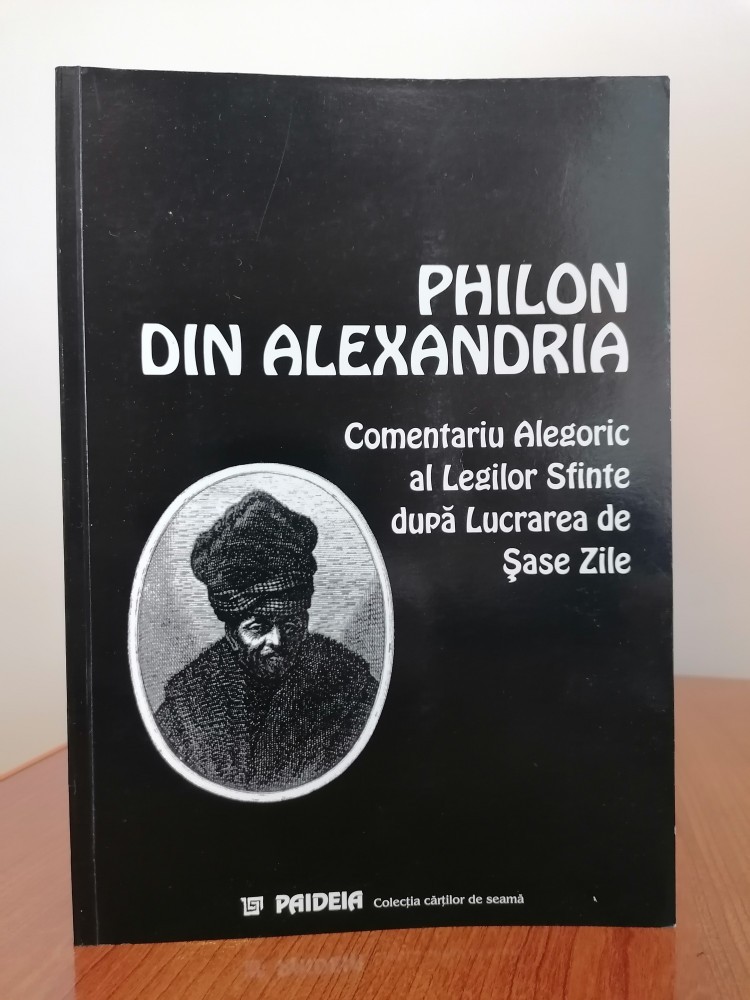 PHILON
DIN ALEXANDRIA
Comentariu Alegoric
al Legilor Sfinte
după Lucrarea de
Şase Zile
PAIDEIA Colecţia cărţilor de seamă